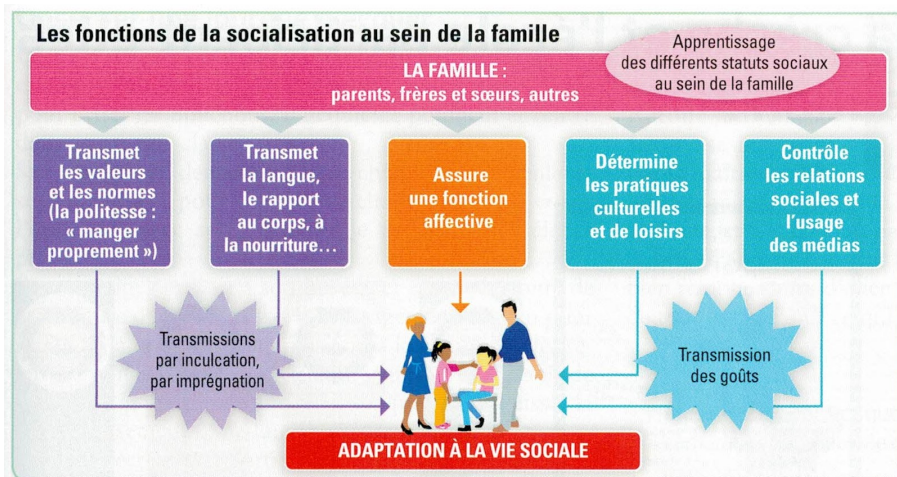 Les fonctions de la socialisation au sein de la famille
LA FAMILLE :
parents, frères et sœurs, autres
Apprentissage
des différents statuts sociaux
au sein de la famille
Transmet
les valeurs
et les normes
(la politesse :
« manger
proprement »)
Transmet
la langue,
le rapport
au corps, à
la nourriture…
Assure
une fonction
affective
Détermine
les pratiques
culturelles
et de loisirs
Contrôle
les relations
sociales et
l'usage
des médias
Transmissions
par inculcation,
par imprégnation
Transmission
des goûts
ADAPTATION À LA VIE SOCIALE